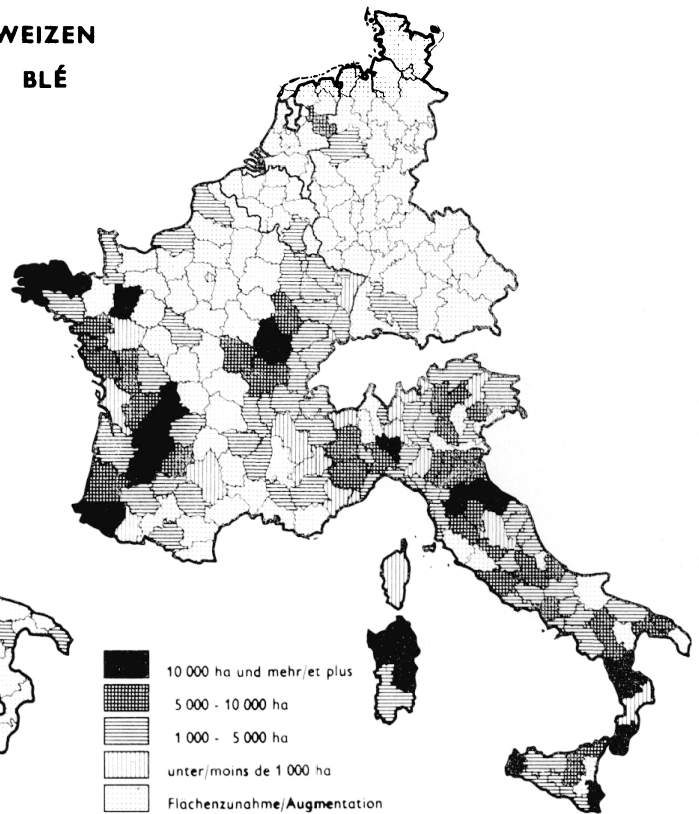 WEIZEN
BLÉ
10 000 ha und mehr/et plus
5 000 - 10 000 ha
1 000 - 5 000 ha
unter/moins de 1 000 ha
Flächenzunahme/Augmentation